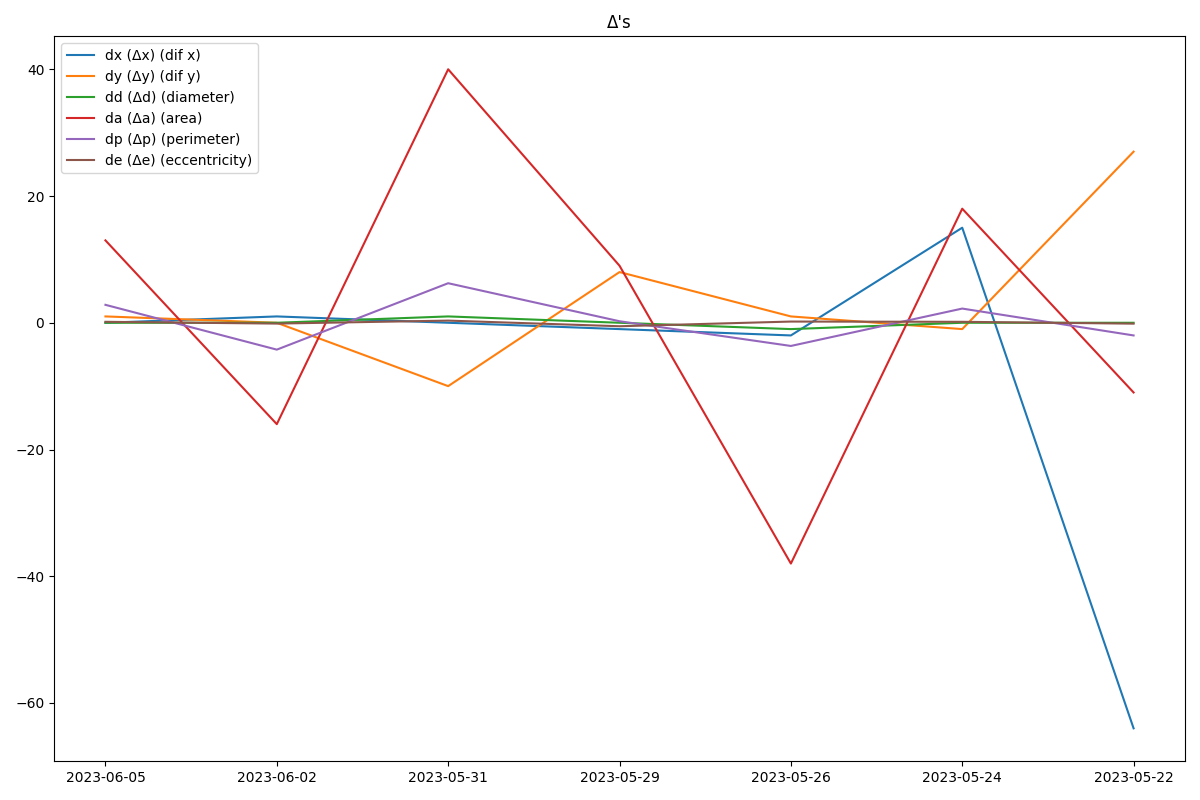 Δ's
dx (Δx) (dif x)
dy (Δy) (dif y)
dd (Δd) (diameter)
da (Δa) (area)
dp (Δp) (perimeter)
de (Δe) (eccentricity)
40
20
0
−20
−40
−60
2023-06-05 2023-06-02 2023-05-31 2023-05-29 2023-05-26 2023-05-24 2023-05-22